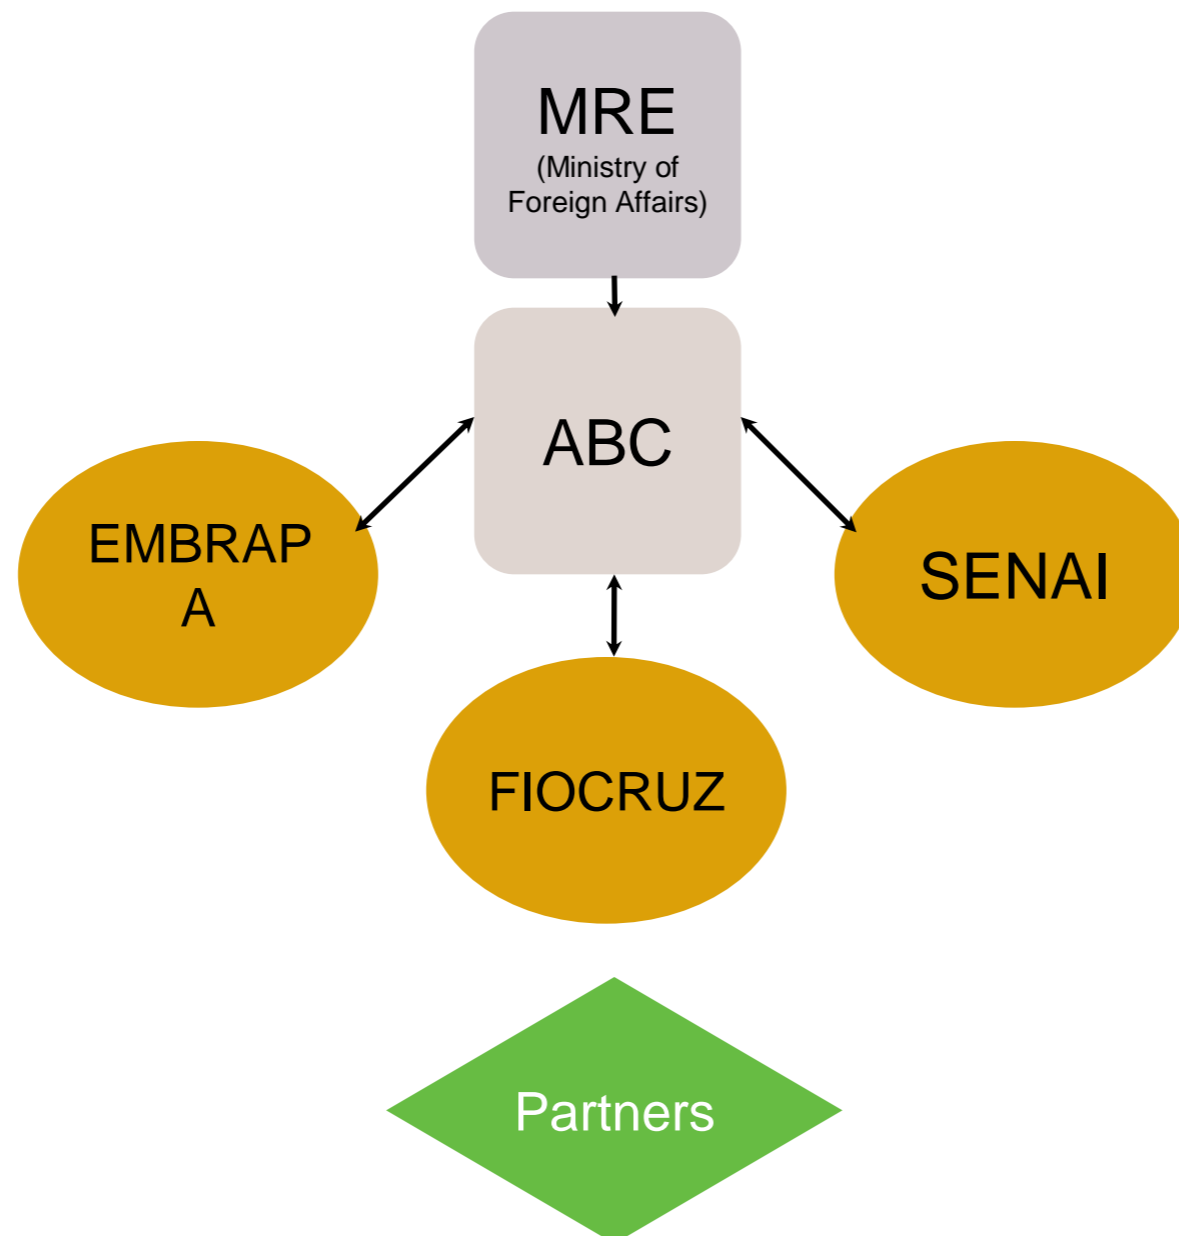 MRE
(Ministry of
Foreign Affairs)
ABC
EMBRAP
A
SENAI
FIOCRUZ
Partners